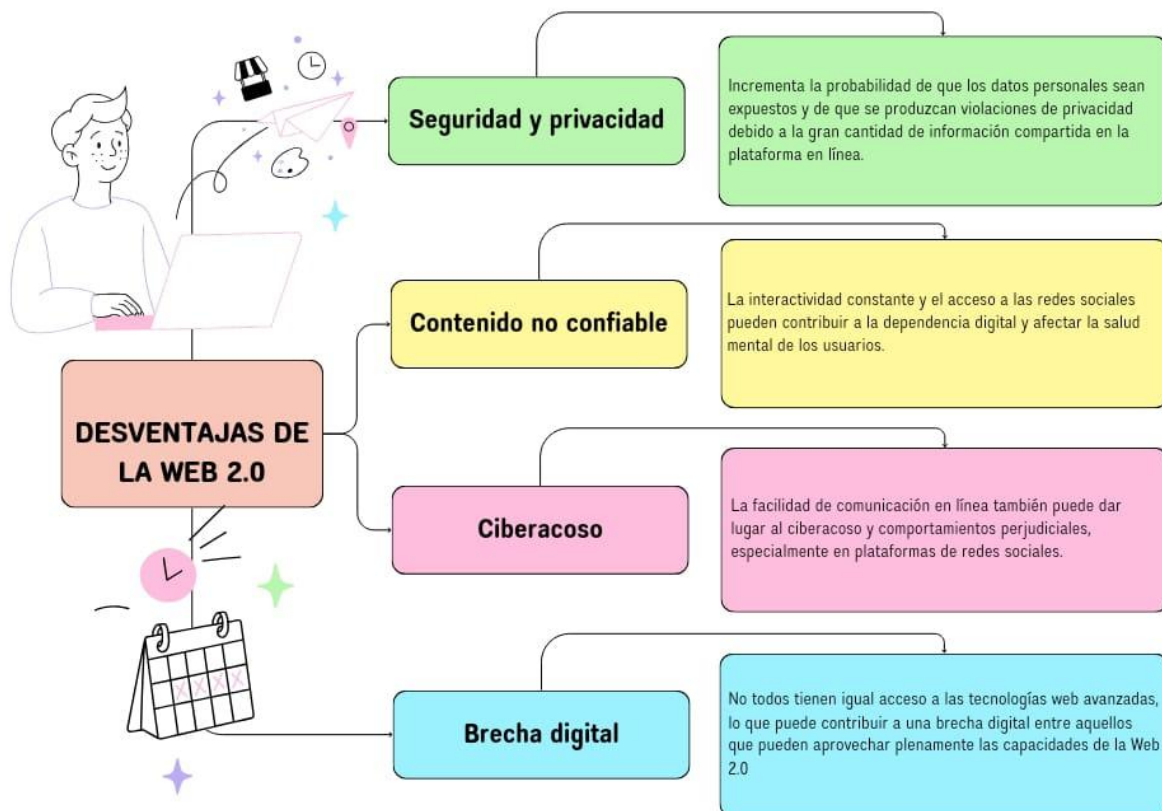 Seguridad y privacidad
Incrementa la probabilidad de que los datos personales sean
expuestos y de que se produzcan violaciones de privacidad
debido a la gran cantidad de información compartida en la
plataforma en línea.
Contenido no confiable
La interactividad constante y el acceso a las redes sociales
pueden contribuir a la dependencia digital y afectar la salud
mental de los usuarios.
DESVENTAJAS DE
LA WEB 2.0
Ciberacoso
La facilidad de comunicación en línea también puede dar
lugar al ciberacoso y comportamientos perjudiciales,
especialmente en plataformas de redes sociales.
Brecha digital
No todos tienen igual acceso a las tecnologías web avanzadas,
lo que puede contribuir a una brecha digital entre aquellos
que pueden aprovechar plenamente las capacidades de la Web
2.0